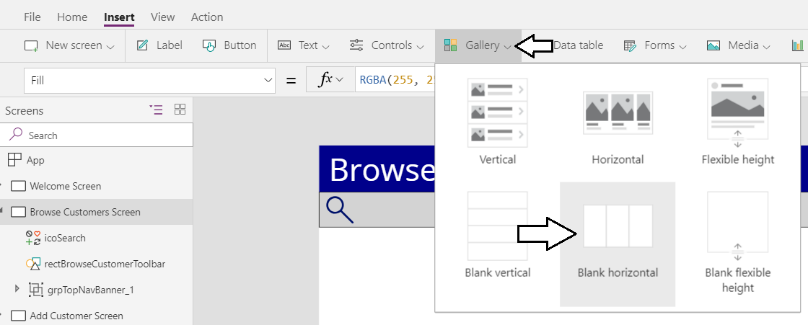 File Home Insert View Action
New screen Label Button Abc Text Controls Gallery Data table Forms Media
Fill = fx RGBA(255, 2
Screens
Search
App
Welcome Screen
Browse Customers Screen
icoSearch
rectBrowseCustomerToolbar
grpTopNavBanner_1
Add Customer Screen
Browse
Vertical Horizontal Flexible height
Blank vertical Blank horizontal Blank flexible
height